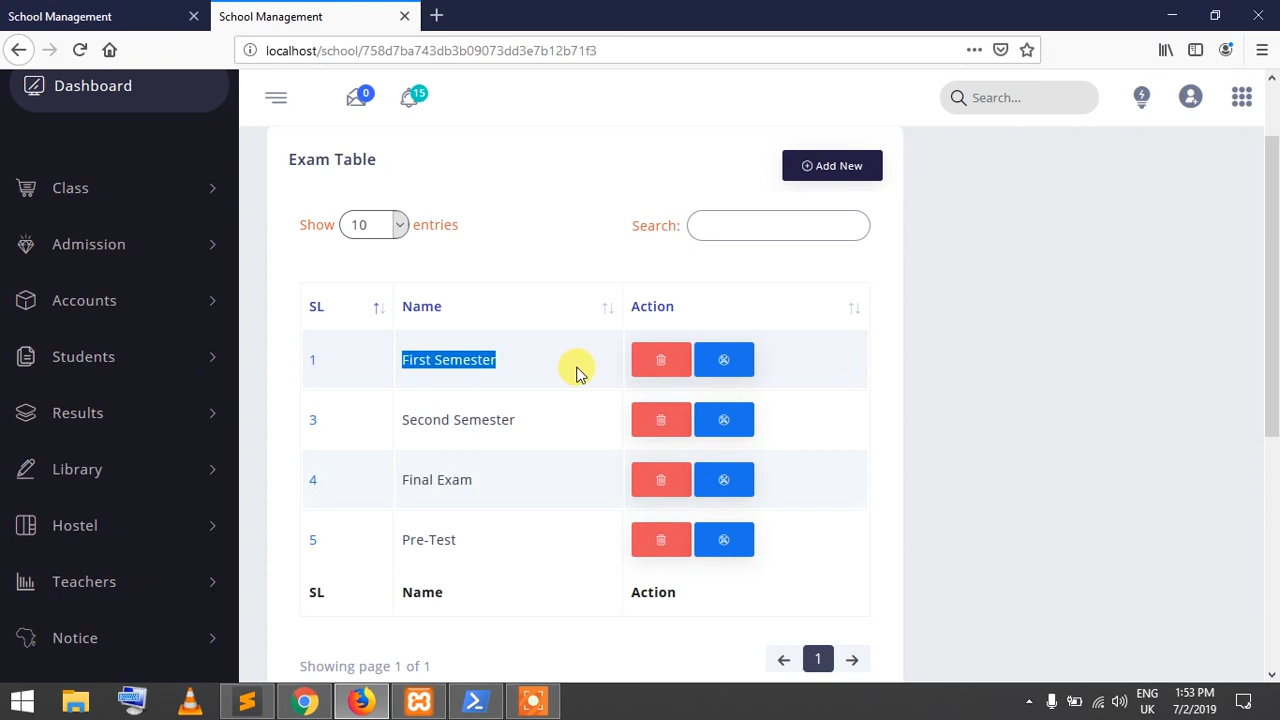 School Management
School Management
localhost/school/758d7ba743db3b09073dd3e7b12b71f3
Dashboard
0
15
Search...
Class
Admission
Accounts
Students
Results
Library
Hostel
Teachers
Notice
Exam Table
Add New
Show 10 entries
Search:
SL Name Action
1 First Semester
3 Second Semester
4 Final Exam
5 Pre-Test
SL Name Action
Showing page 1 of 1
1
ENG 1:53 PM
UK 7/2/2019